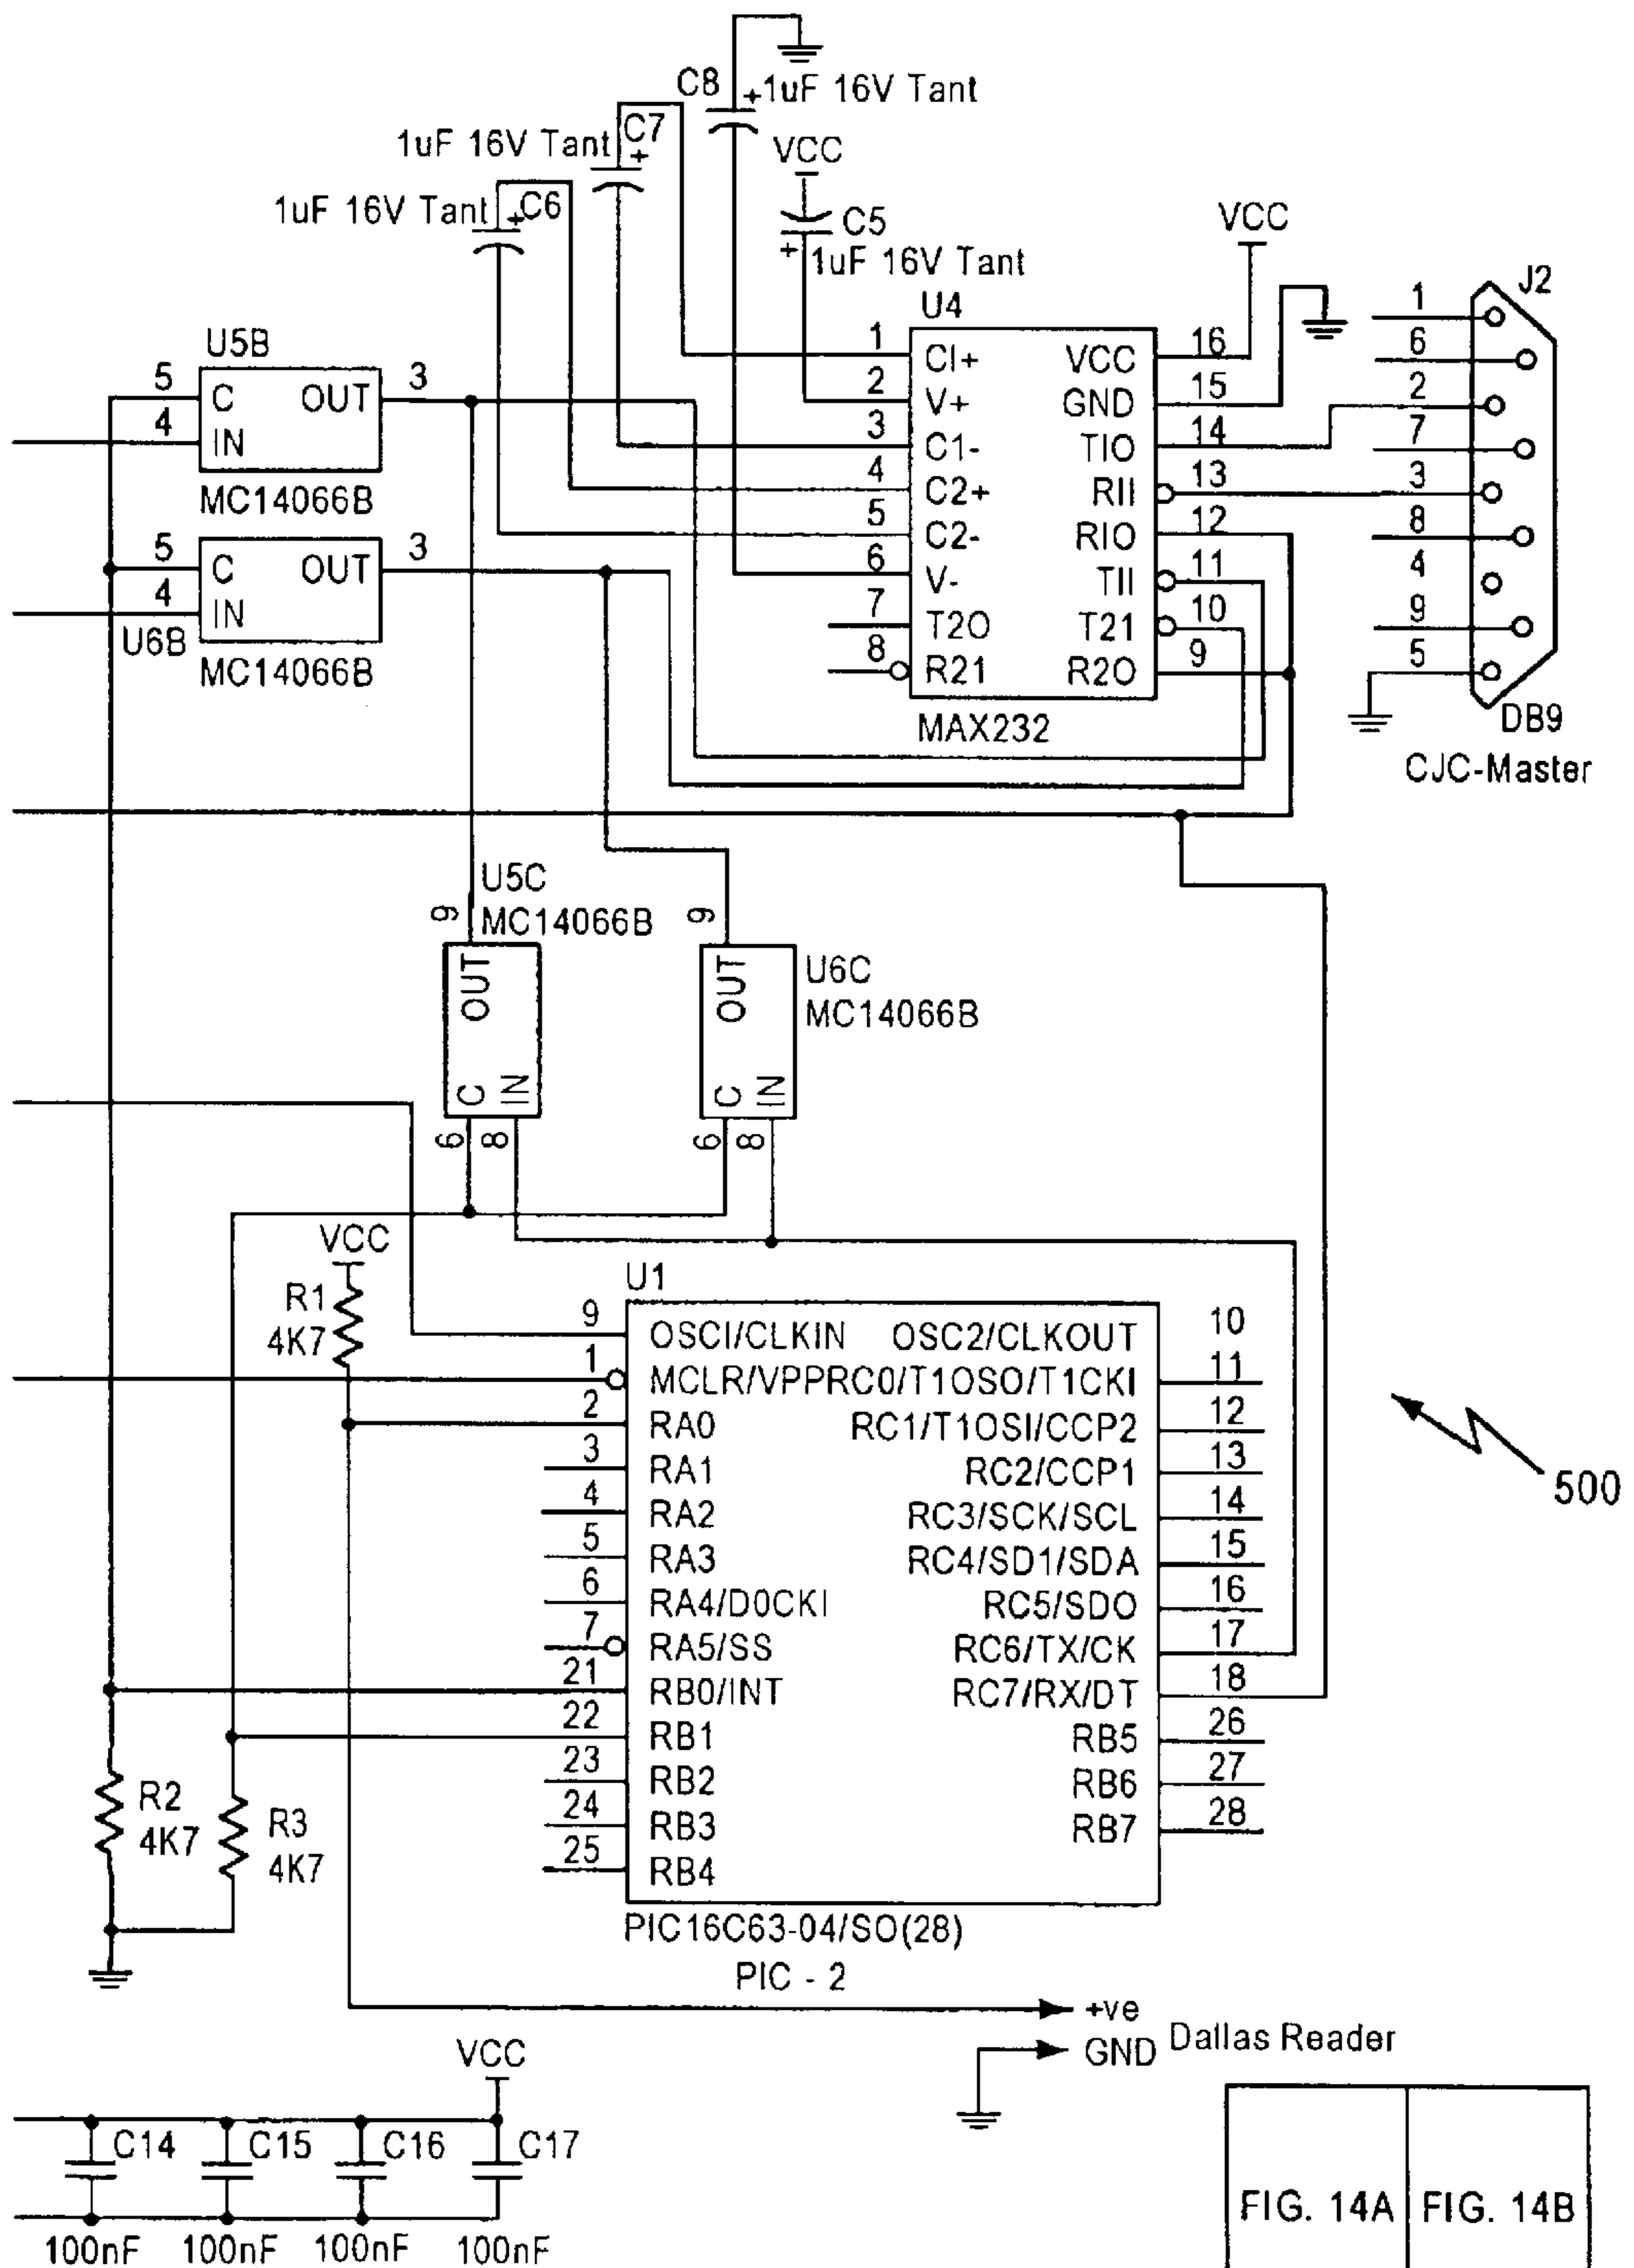 C8
+1uF 16V Tant
C7
1uF 16V Tant +
VCC
1uF 16V Tant +C6
C5
+1uF 16V Tant
VCC
J2
U4
1 CI+ VCC 16
2 V+ GND 15
3 C1- TIO 14
4 C2+ RII 13
5 C2- RIO 12
6 V- TII 11
7 T2O T21 10
8 R21 R2O 9
MAX232
1
6
2
7
3
8
4
9
5
DB9
CJC-Master
U5B
5 C OUT 3
4 IN
MC14066B
5 C OUT 3
4 IN
U6B
MC14066B
U5C
9 MC14066B
OUT
C IN
6 8
9
U6C
OUT MC14066B
C IN
6 8
VCC
R1
4K7
U1
9 OSCI/CLKIN OSC2/CLKOUT 10
1 MCLR/VPPRC0/T1OSO/T1CKI 11
2 RA0 RC1/T1OSI/CCP2 12
3 RA1 RC2/CCP1 13
4 RA2 RC3/SCK/SCL 14
5 RA3 RC4/SD1/SDA 15
6 RA4/D0CKI RC5/SDO 16
7 RA5/SS RC6/TX/CK 17
21 RB0/INT RC7/RX/DT 18
22 RB1 RB5 26
23 RB2 RB6 27
24 RB3 RB7 28
25 RB4
PIC16C63-04/SO(28)
PIC - 2
500
R2
4K7
R3
4K7
+ve
GND Dallas Reader
VCC
C14 C15 C16 C17
100nF 100nF 100nF 100nF
FIG. 14A FIG. 14B